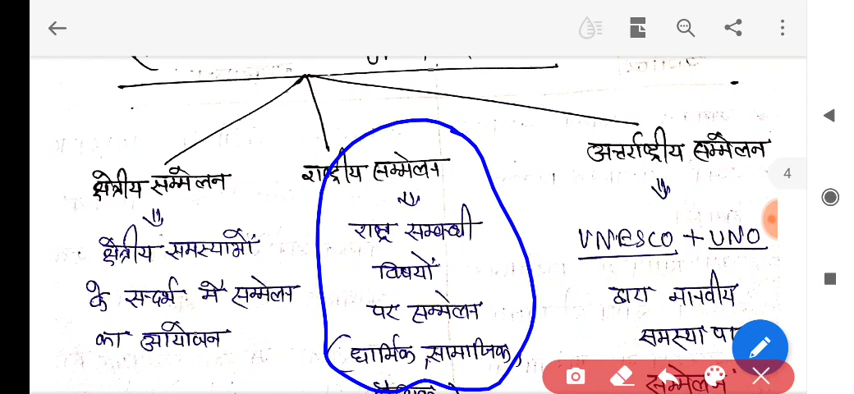 4
क्षेत्रीय सम्मेलन
क्षेत्रीय समस्याओं
के सन्दर्भ में सम्मेलन
का आयोजन
राष्ट्रीय सम्मेलन
राष्ट्र सम्बन्धी
विषयों
पर सम्मेलन
(धार्मिक, सामाजिक,
अन्तर्राष्ट्रीय सम्मेलन
UNESCO + UNO
द्वारा मानवीय
समस्या
सम्मेलन